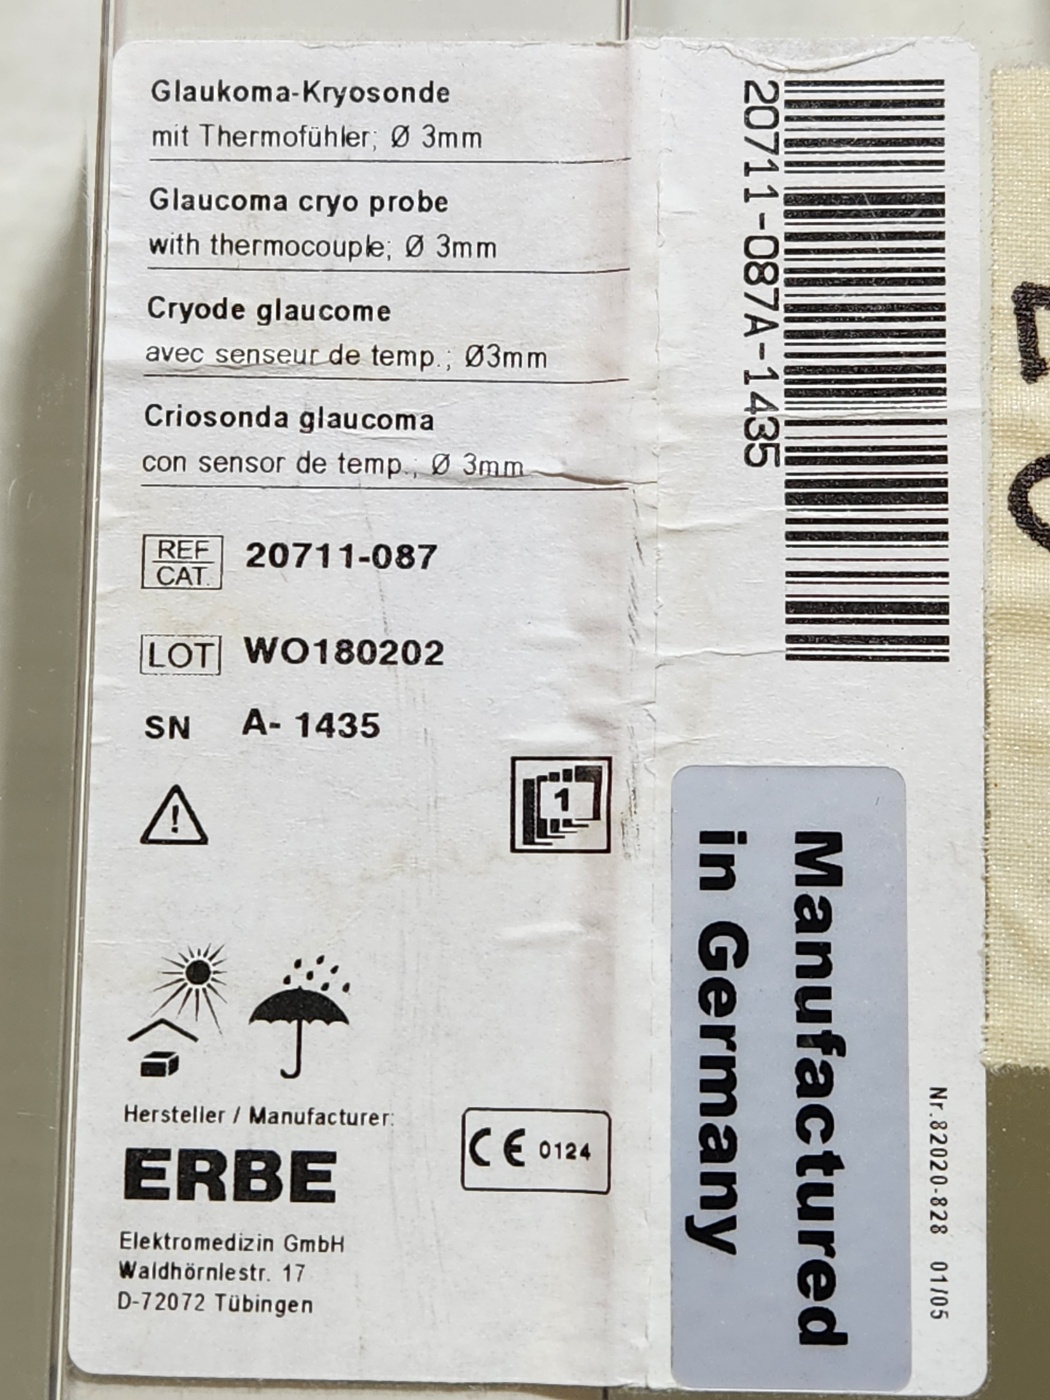 Glaukoma-Kryosonde
mit Thermofühler; Ø 3mm
Glaucoma cryo probe
with thermocouple; Ø 3mm
Cryode glaucome
avec senseur de temp.; Ø3mm
Criosonda glaucoma
con sensor de temp.; Ø 3mm
REF
CAT.
20711-087
LOT WO180202
SN A- 1435
!
1
Hersteller / Manufacturer:
ERBE
CE 0124
Elektromedizin GmbH
Waldhörnlestr. 17
D-72072 Tübingen
20711-087A-1435
Manufactured
in Germany
Nr.82020-828 01/05